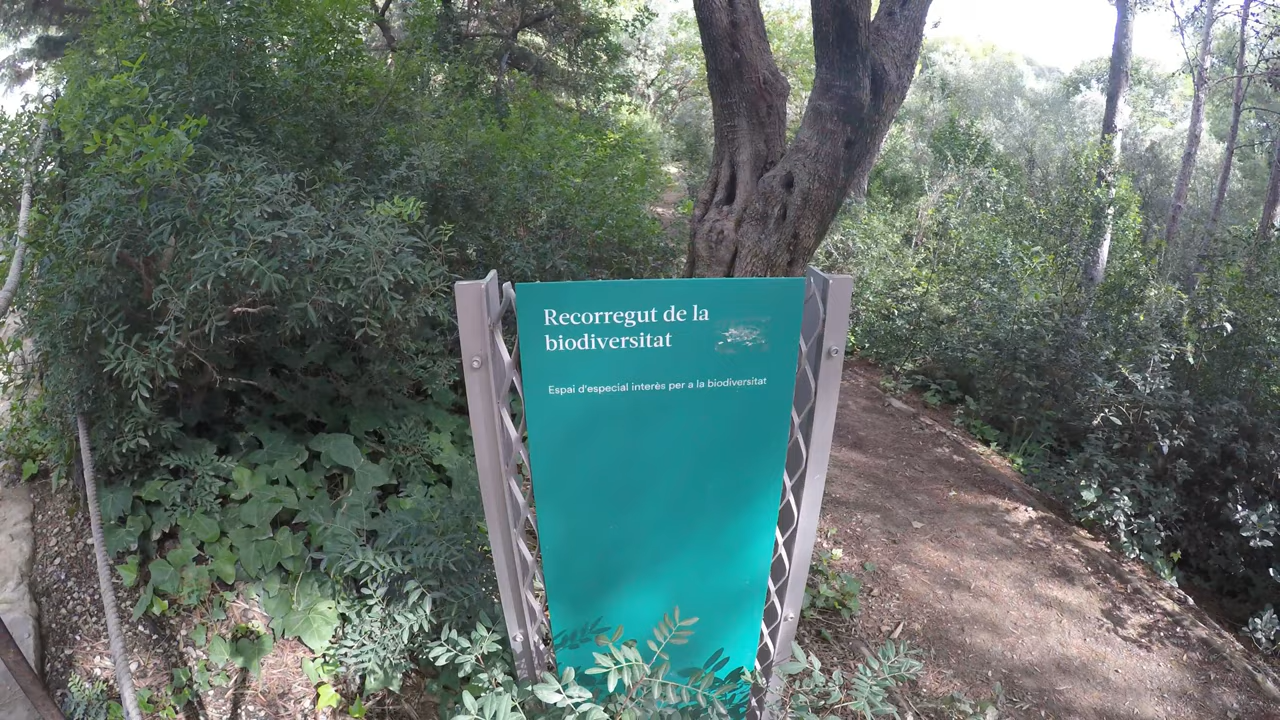 Recorregut de la
biodiversitat
Espai d'especial interès per a la biodiversitat